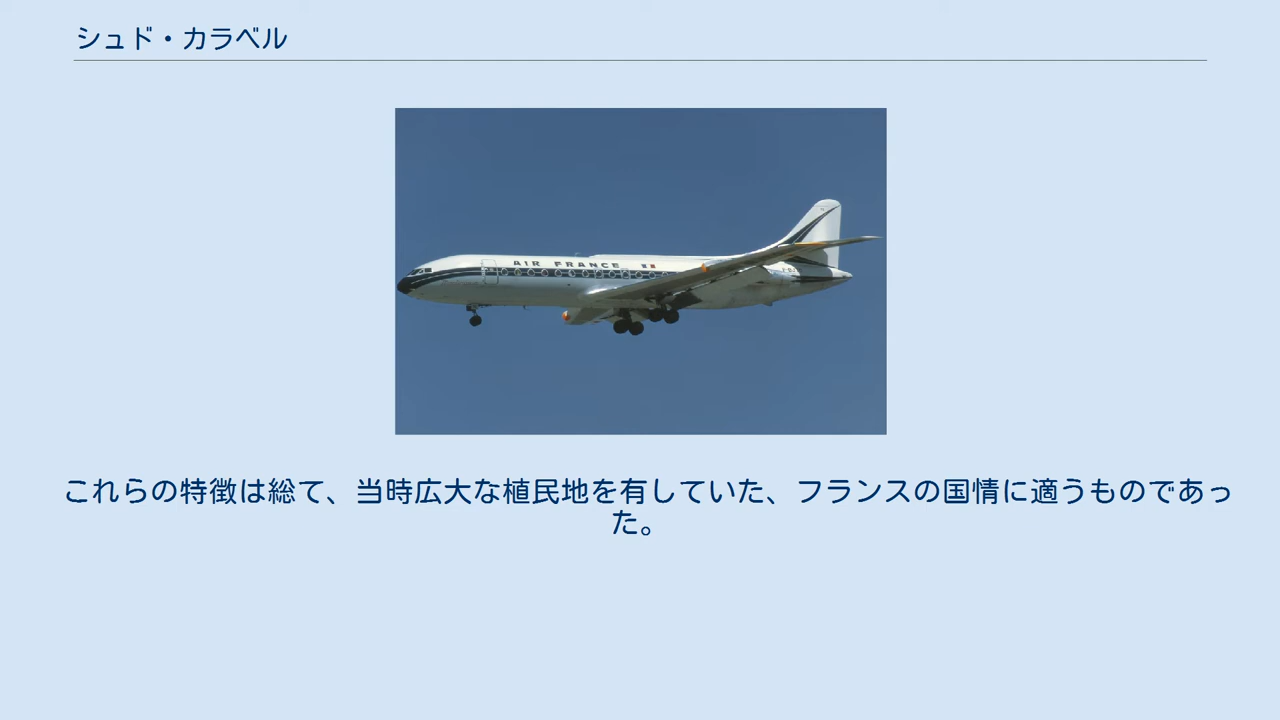 シュド・カラベル
AIR FRANCE
これらの特徴は総て、当時広大な植民地を有していた、フランスの国情に適うものであっ
た。